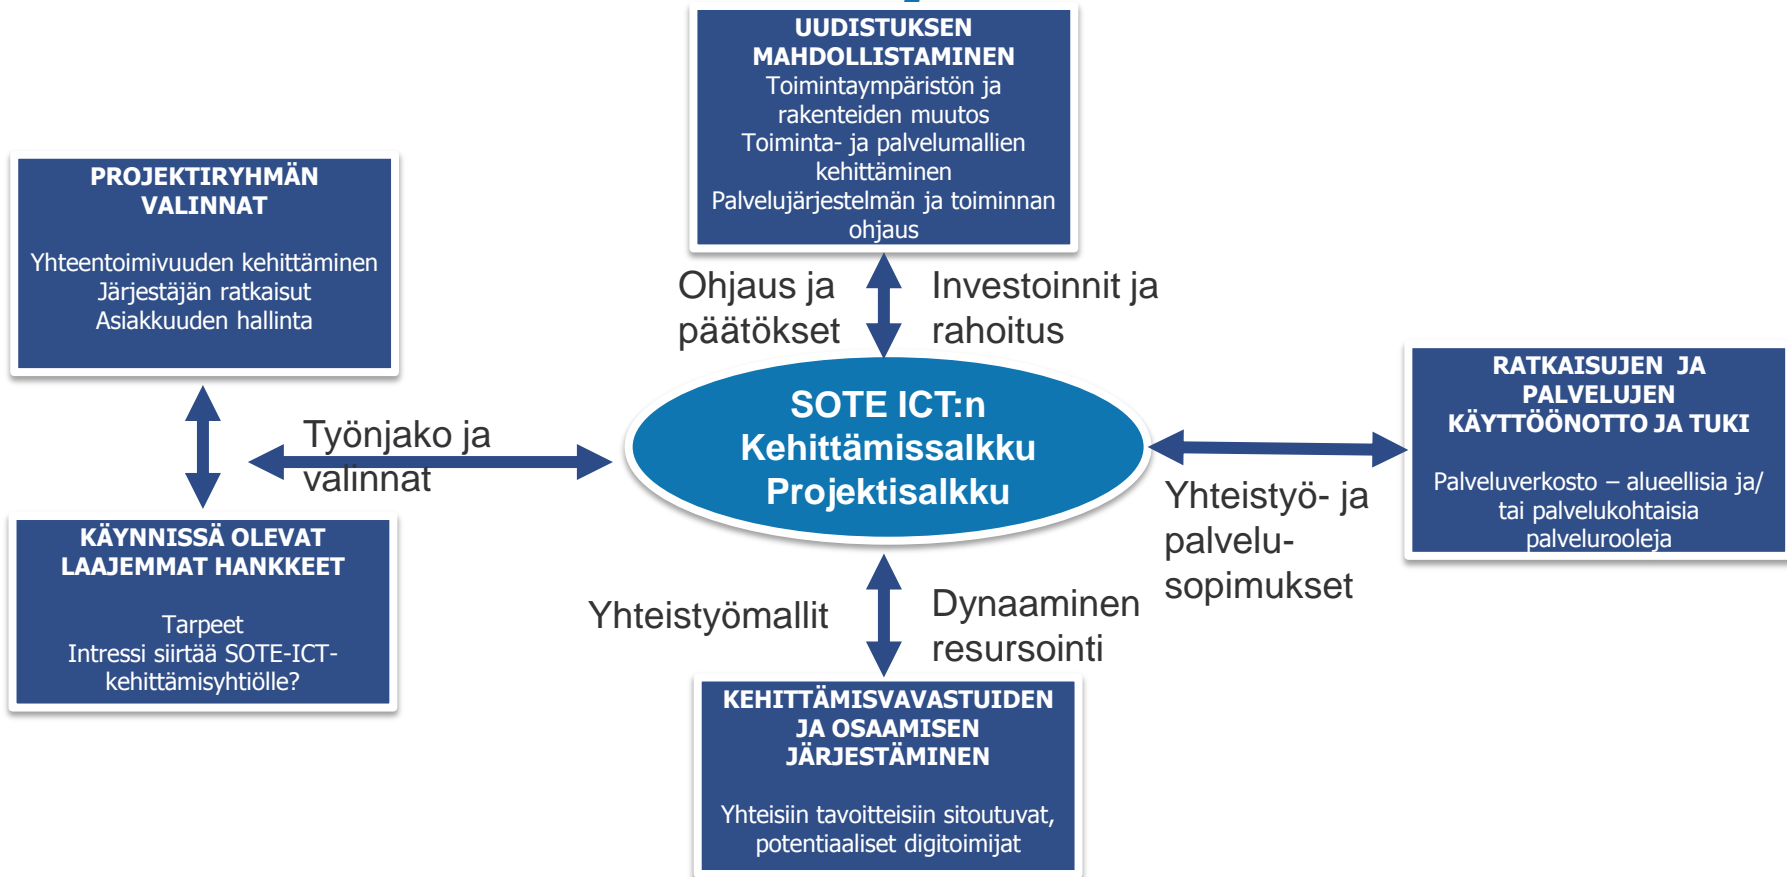 UUDISTUKSEN
MAHDOLLISTAMINEN
Toimintaympäristön ja
rakenteiden muutos
Toiminta- ja palvelumallien
kehittäminen
Palvelujärjestelmän ja toiminnan
ohjaus
PROJEKTIRYHMÄN
VALINNAT
Yhteentoimivuuden kehittäminen
Järjestäjän ratkaisut
Asiakkuuden hallinta
Ohjaus ja
päätökset
Investoinnit ja
rahoitus
Työnjako ja
valinnat
SOTE ICT:n
Kehittämissalkku
Projektisalkku
RATKAISUJEN JA
PALVELUJEN
KÄYTTÖÖNOTTO JA TUKI
Palveluverkosto – alueellisia ja/
tai palvelukohtaisia
palvelurooleja
Yhteistyö- ja
palvelu-
sopimukset
KÄYNNISSÄ OLEVAT
LAAJEMMAT HANKKEET
Tarpeet
Intressi siirtää SOTE-ICT-
kehittämisyhtiölle?
Yhteistyömallit
Dynaaminen
resursointi
KEHITTÄMISVAVASTUIDEN
JA OSAAMISEN
JÄRJESTÄMINEN
Yhteisiin tavoitteisiin sitoutuvat,
potentiaaliset digitoimijat